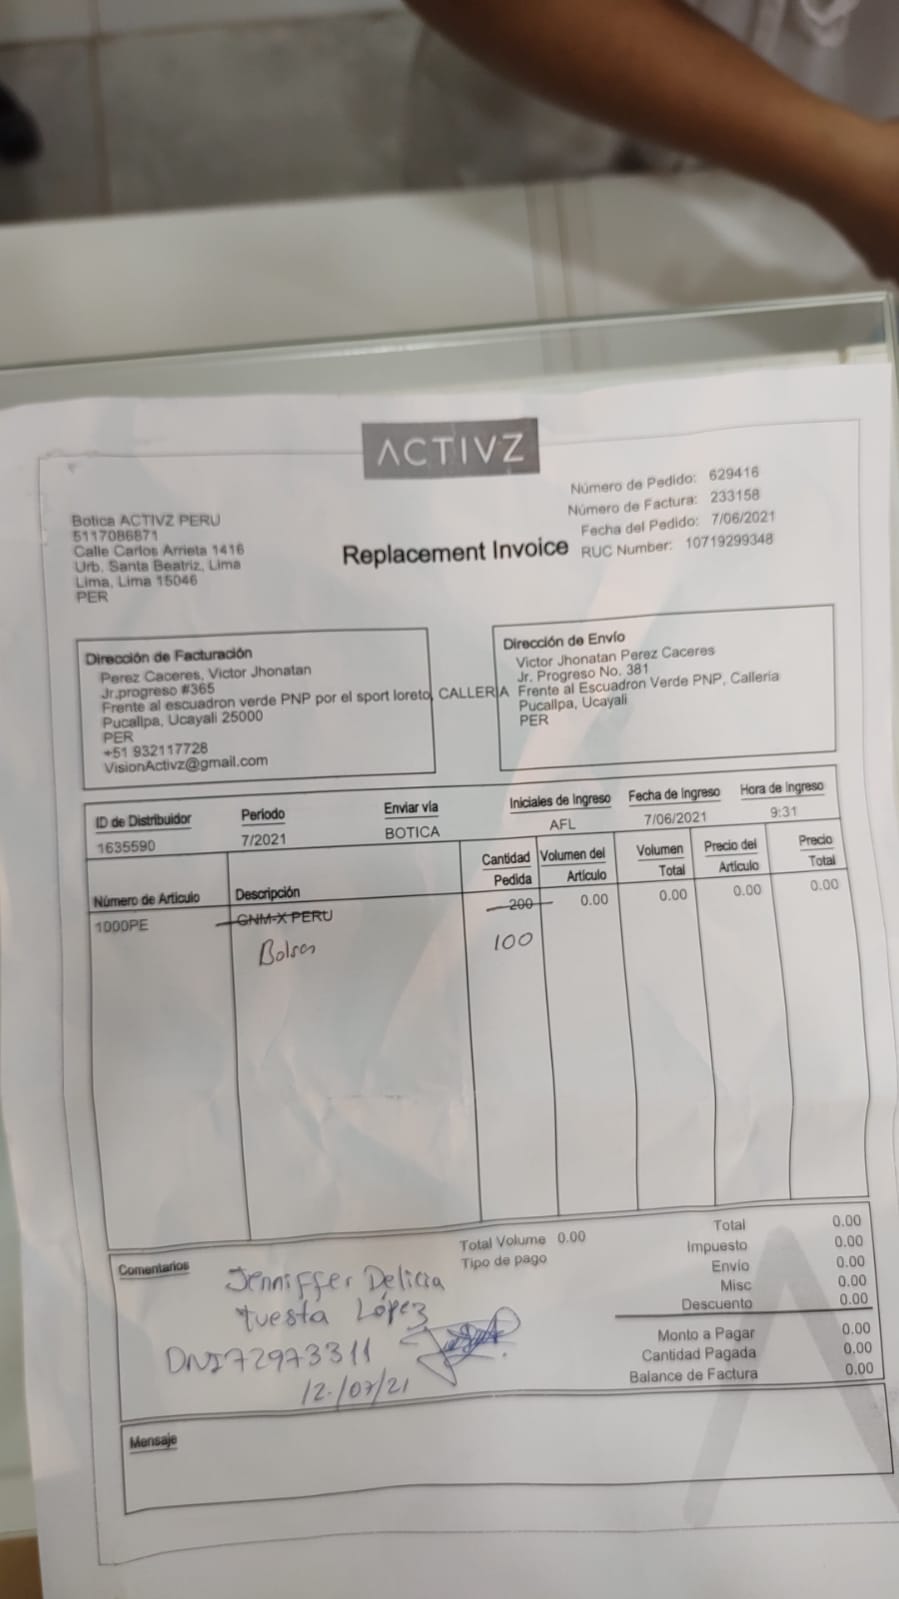 ACTIVZ
Botica ACTIVZ PERU
5117086871
Calle Carlos Arrieta 1416
Urb. Santa Beatriz, Lima
Lima, Lima 15046
PER
Replacement Invoice
Número de Pedido: 629416
Número de Factura: 233158
Fecha del Pedido: 7/06/2021
RUC Number: 10719299348
Dirección de Facturación
Perez Caceres, Victor Jhonatan
Jr.progreso #365
Frente al escuadron verde PNP por el sport loreto, CALLERIA
Pucallpa, Ucayali 25000
PER
+51 932117728
VisionActivz@gmail.com
Dirección de Envío
Victor Jhonatan Perez Caceres
Jr. Progreso No. 381
Frente al Escuadron Verde PNP, Calleria
Pucallpa, Ucayali
PER
ID de Distribuidor Período Enviar vía Iniciales de Ingreso Fecha de Ingreso Hora de Ingreso
1635590 7/2021 BOTICA AFL 7/06/2021 9:31
Número de Artículo Descripción Cantidad Pedida Volumen del Artículo Volumen Total Precio del Artículo Precio Total
1000PE GNM-X PERU 200 0.00 0.00 0.00 0.00
Bolsas 100
Total Volume 0.00
Tipo de pago
Total 0.00
Impuesto 0.00
Envío 0.00
Misc 0.00
Descuento 0.00
Monto a Pagar 0.00
Cantidad Pagada 0.00
Balance de Factura 0.00
Comentarios
Jenniffer Delicia
Tuesta López
DNI 72973311
12/07/21
Mensaje